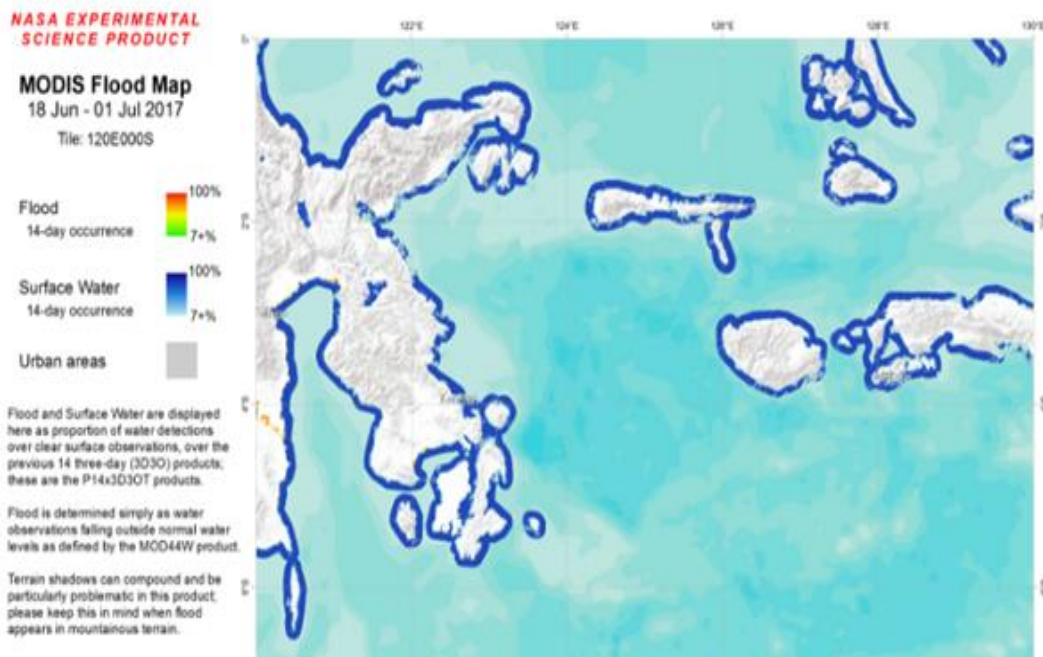 NASA EXPERIMENTAL
SCIENCE PRODUCT
MODIS Flood Map
18 Jun - 01 Jul 2017
Tile: 120E000S
Flood
14-day occurrence
100%
7+%
Surface Water
14-day occurrence
100%
7+%
Urban areas
Flood and Surface Water are displayed
here as proportion of water detections
over clear surface observations, over the
previous 14 three-day (3D3O) products;
these are the P14x3D3OT products.
Flood is determined simply as water
observations falling outside normal water
levels as defined by the MOD44W product.
Terrain shadows can compound and be
particularly problematic in this product;
please keep this in mind when flood
appears in mountainous terrain.
122°E
124°E
126°E
128°E
130°E